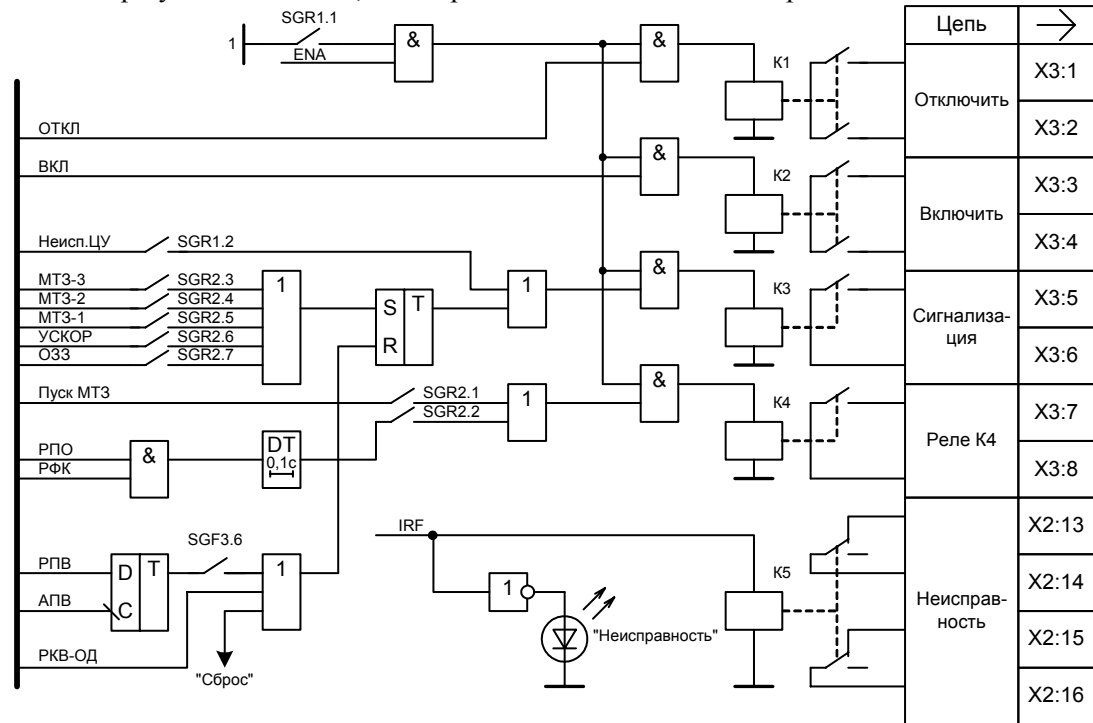 SGR1.1
1
ENA
&
&
К1
Цепь
Отключить
X3:1
X3:2
ОТКЛ
ВКЛ
&
К2
Включить
X3:3
X3:4
Неисп.ЦУ
SGR1.2
МТЗ-3
SGR2.3
МТЗ-2
SGR2.4
МТЗ-1
SGR2.5
УСКОР
SGR2.6
ОЗЗ
SGR2.7
1
S
T
R
1
&
К3
Сигнализа-
ция
X3:5
X3:6
Пуск МТЗ
SGR2.1
SGR2.2
1
&
К4
Реле К4
X3:7
X3:8
РПО
РФК
&
DT
0,1с
IRF
РПВ
АПВ
D
T
C
SGF3.6
1
РКВ-ОД
"Сброс"
1
"Неисправность"
К5
Неисправ-
ность
X2:13
X2:14
X2:15
X2:16